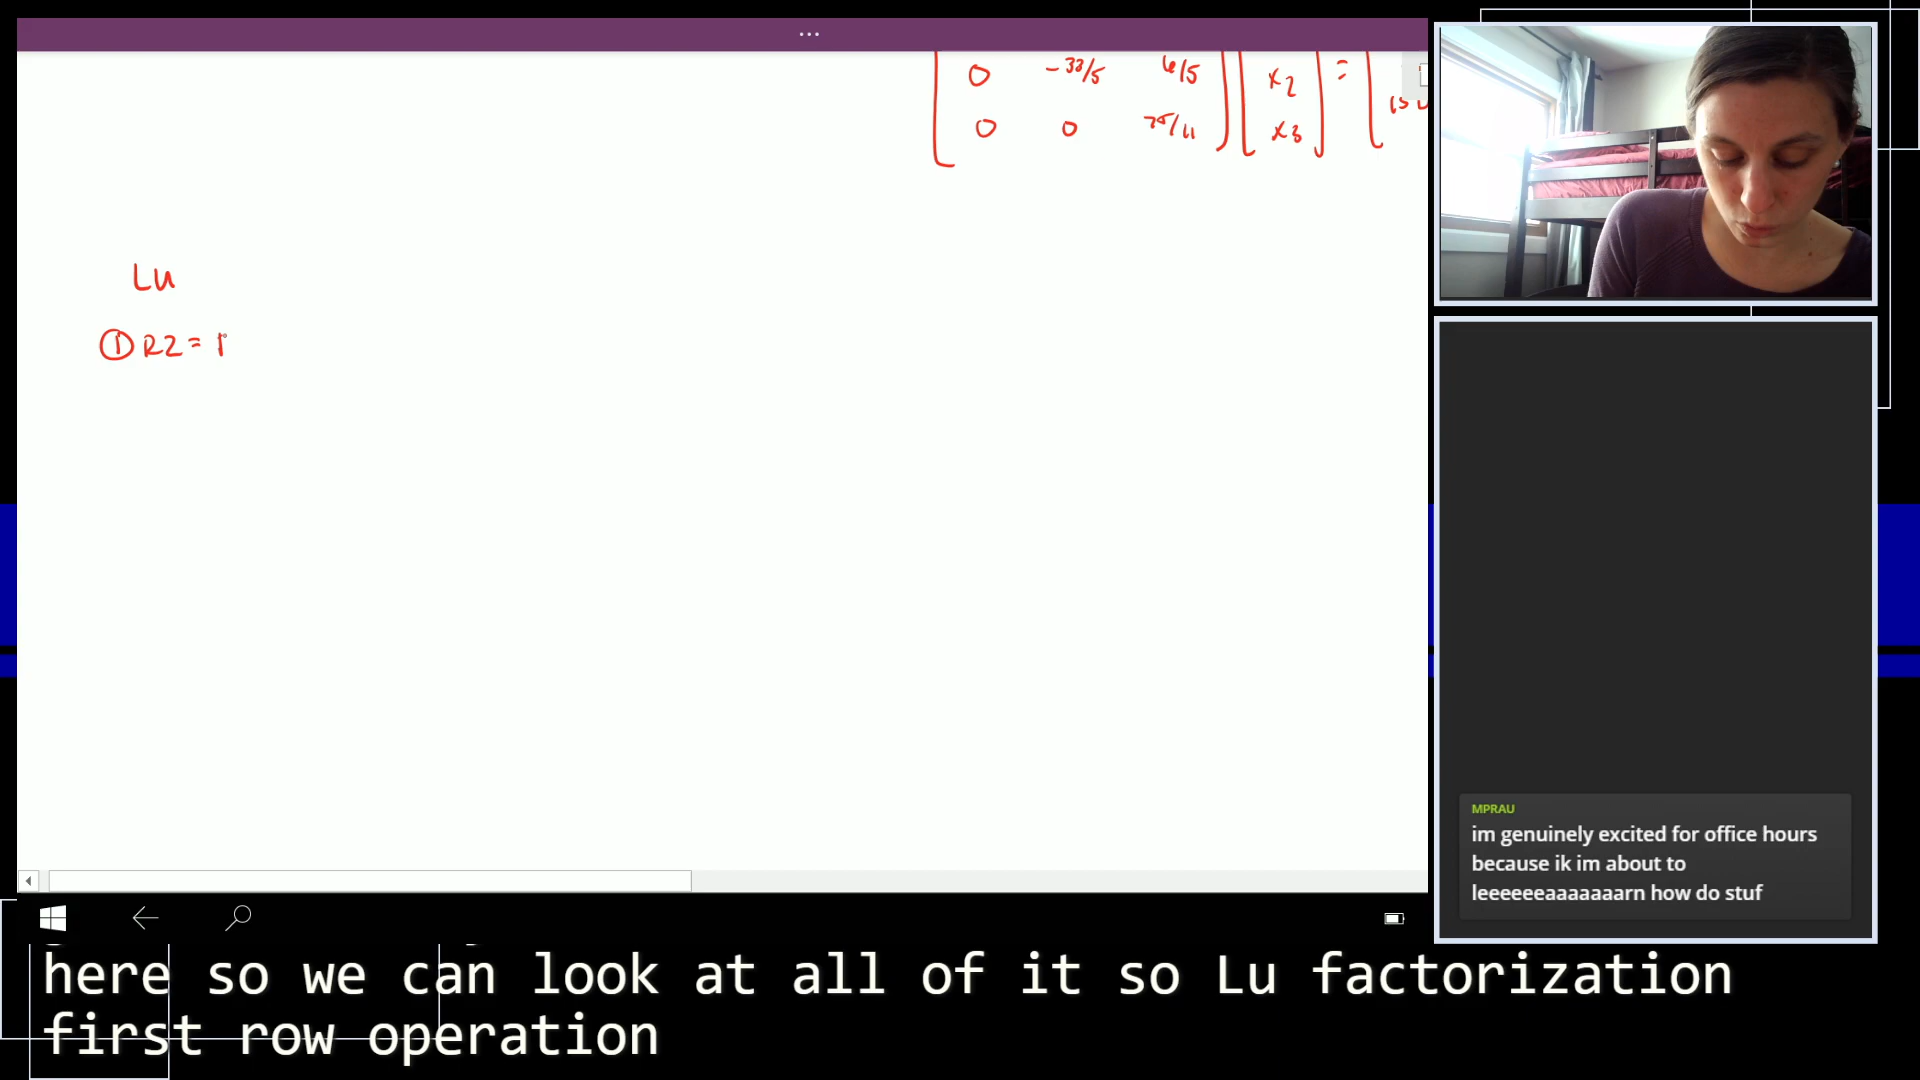 ...
0 -33/5 6/5 x2 =
0 0 75/11 x3
LU
① R2 =
MPRAU
im genuinely excited for office hours
because ik im about to
leeeeeeaaaaaaarn how do stuf
here so we can look at all of it so Lu factorization
first row operation